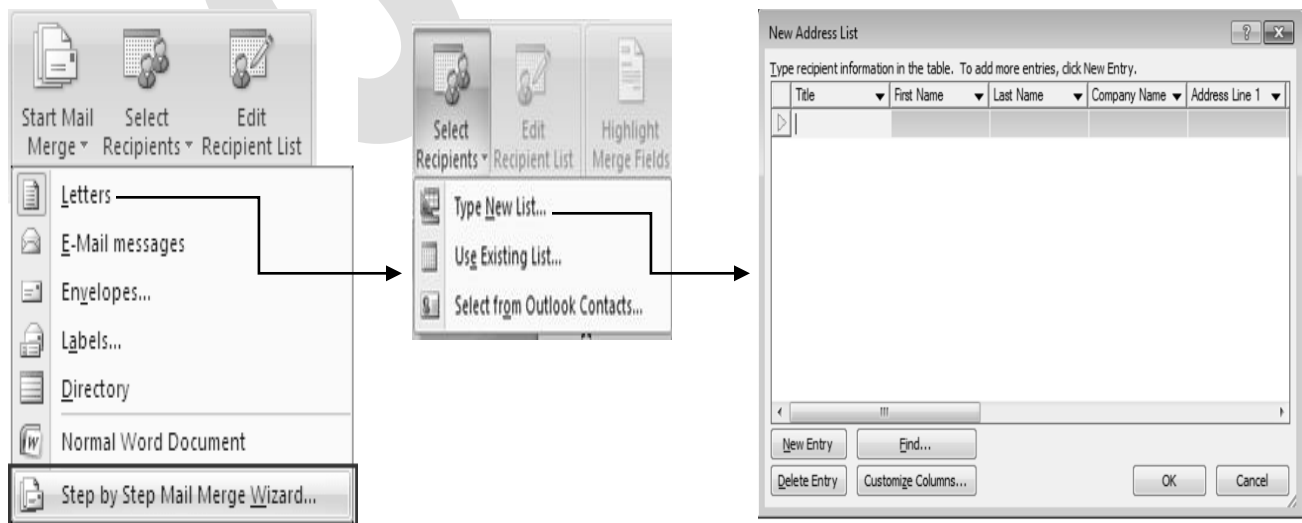 Start Mail Merge
Select Recipients
Edit Recipient List
Letters
E-Mail messages
Envelopes...
Labels...
Directory
Normal Word Document
Step by Step Mail Merge Wizard...
Select Recipients
Edit Recipient List
Highlight Merge Fields
Type New List...
Use Existing List...
Select from Outlook Contacts...
New Address List
Type recipient information in the table. To add more entries, click New Entry.
Title First Name Last Name Company Name Address Line 1
New Entry Find...
Delete Entry Customize Columns... OK Cancel